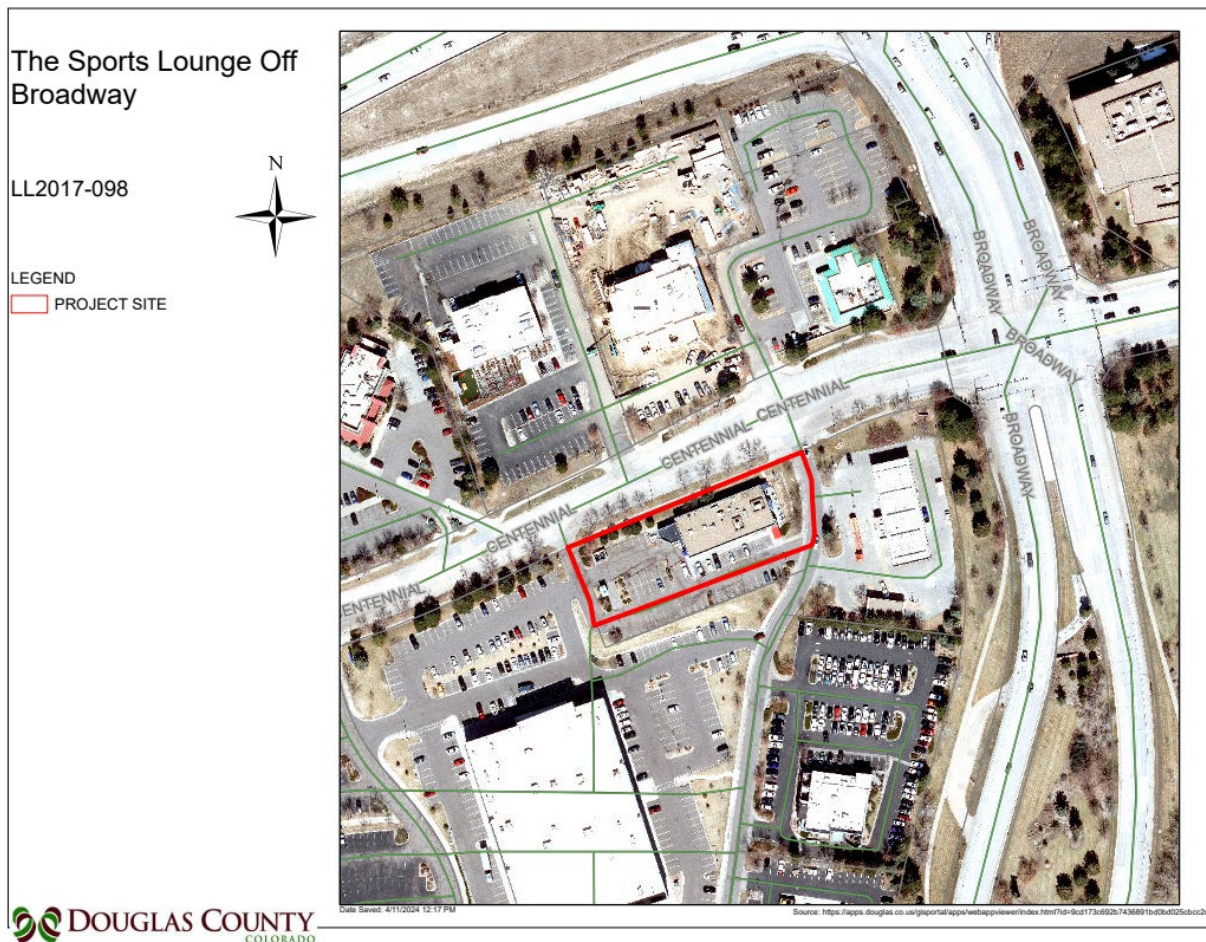 The Sports Lounge Off
Broadway
LL2017-098
N
LEGEND
PROJECT SITE
BROADWAY
BROADWAY
BROADWAY
BROADWAY
CENTENNIAL
CENTENNIAL
CENTENNIAL
CENTENNIAL
Date Saved: 4/11/2024 12:17 PM
DOUGLAS COUNTY
COLORADO